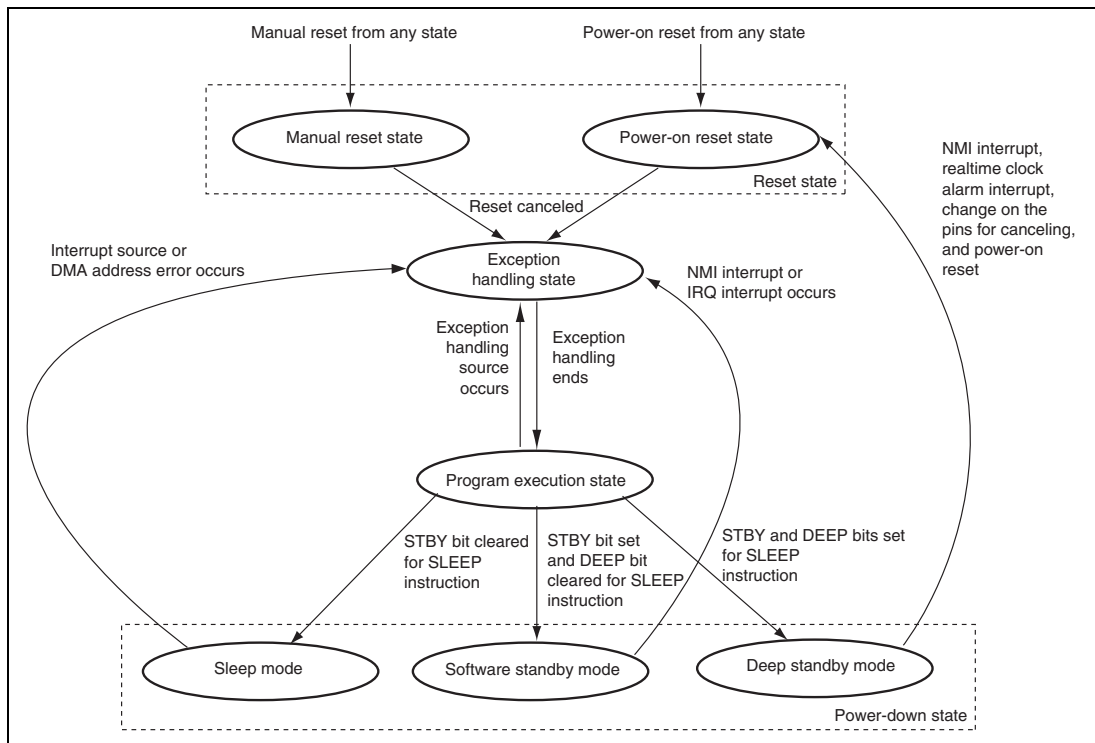 Manual reset from any state
Power-on reset from any state
Manual reset state
Power-on reset state
Reset state
NMI interrupt,
realtime clock
alarm interrupt,
change on the
pins for canceling,
and power-on
reset
Reset canceled
Interrupt source or
DMA address error occurs
Exception
handling state
NMI interrupt or
IRQ interrupt occurs
Exception
handling
source
occurs
Exception
handling
ends
Program execution state
STBY bit cleared
for SLEEP
instruction
STBY bit set
and DEEP bit
cleared for SLEEP
instruction
STBY and DEEP bits set
for SLEEP
instruction
Sleep mode
Software standby mode
Deep standby mode
Power-down state